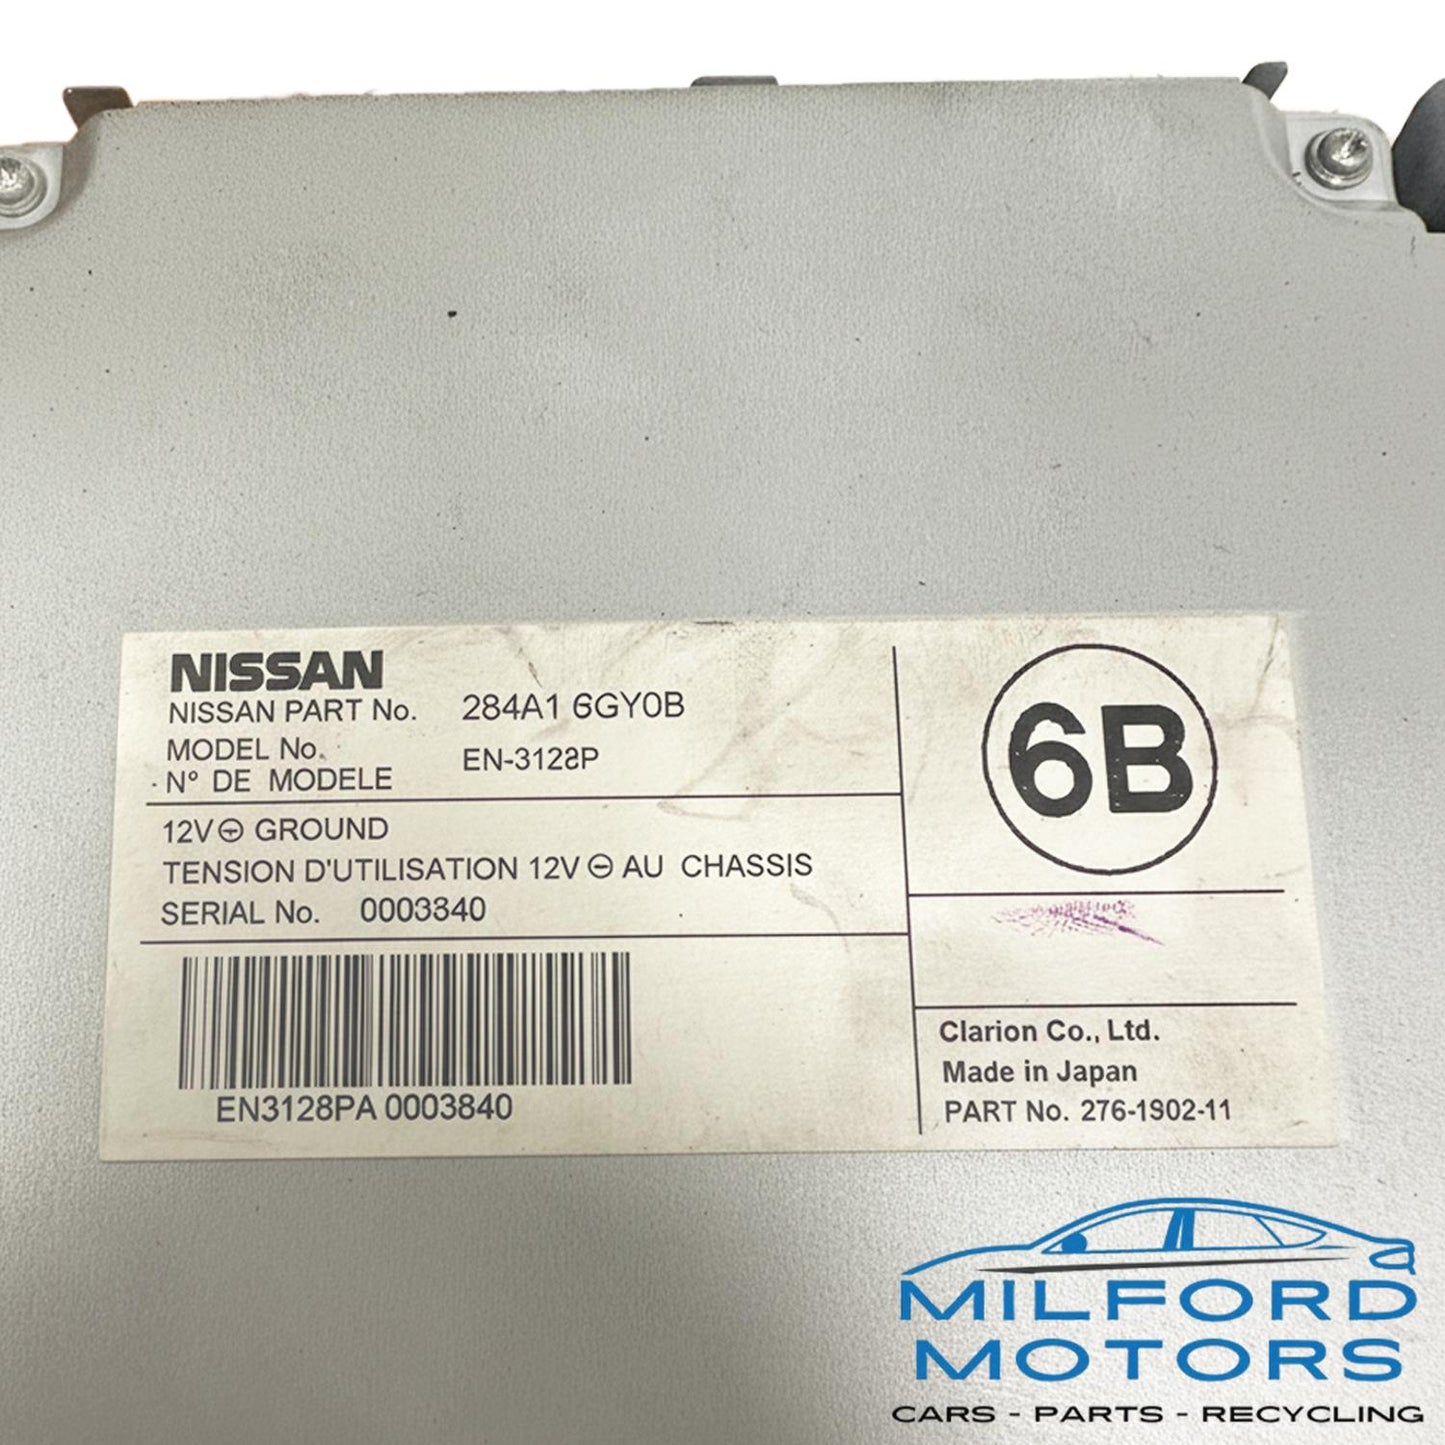 NISSAN
NISSAN PART No. 284A1 6GY0B
MODEL No. EN-3128P
N° DE MODELE
12V⊖ GROUND
TENSION D'UTILISATION 12V ⊖ AU CHASSIS
SERIAL No. 0003840
EN3128PA 0003840
6B
Clarion Co., Ltd.
Made in Japan
PART No. 276-1902-11
MILFORD
MOTORS
CARS - PARTS - RECYCLING